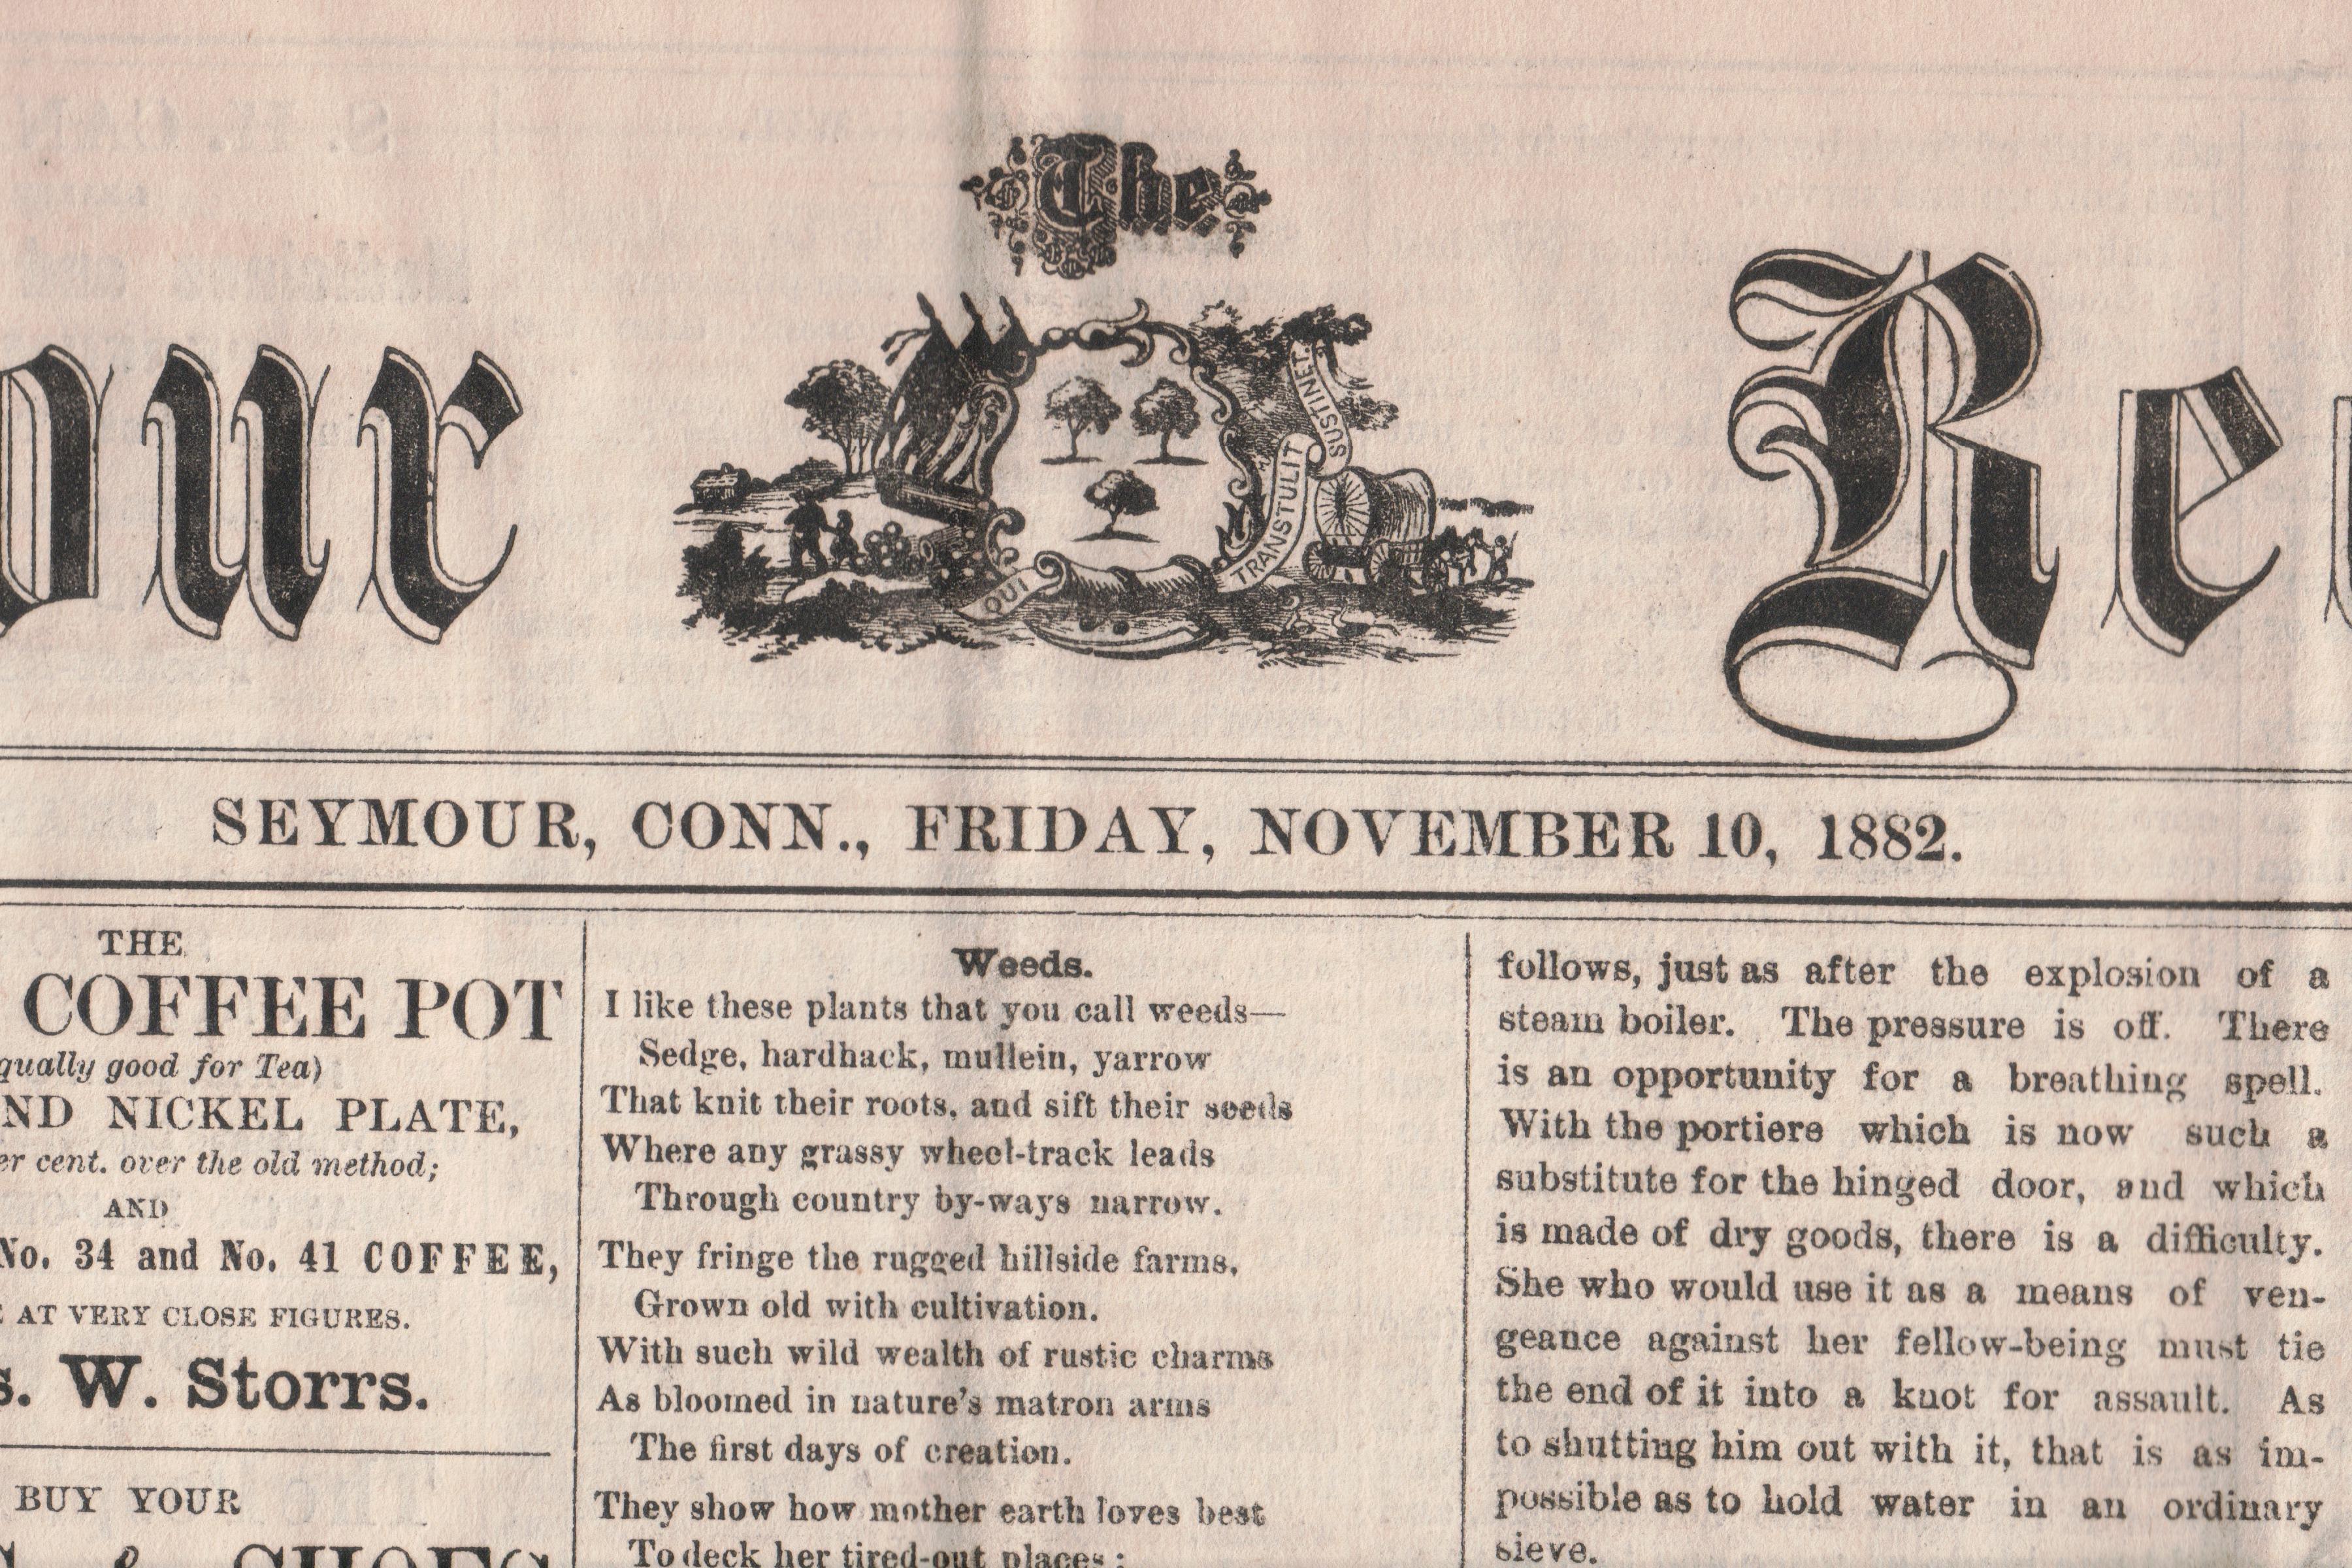 The
our
Re
QUI
TRANSTULIT
SUSTINET.
SEYMOUR, CONN., FRIDAY, NOVEMBER 10, 1882.
THE
COFFEE POT
qually good for Tea)
ND NICKEL PLATE,
er cent. over the old method;
AND
No. 34 and No. 41 COFFEE,
AT VERY CLOSE FIGURES.
s. W. Storrs.
BUY YOUR
& SHOES
Weeds.
I like these plants that you call weeds—
Sedge, hardhack, mullein, yarrow
That knit their roots, and sift their seeds
Where any grassy wheel-track leads
Through country by-ways narrow.
They fringe the rugged hillside farms,
Grown old with cultivation.
With such wild wealth of rustic charms
As bloomed in nature's matron arms
The first days of creation.
They show how mother earth loves best
To deck her tired-out places;
follows, just as after the explosion of a
steam boiler. The pressure is off. There
is an opportunity for a breathing spell.
With the portiere which is now such a
substitute for the hinged door, and which
is made of dry goods, there is a difficulty.
She who would use it as a means of ven-
geance against her fellow-being must tie
the end of it into a knot for assault. As
to shutting him out with it, that is as im-
possible as to hold water in an ordinary
sieve.